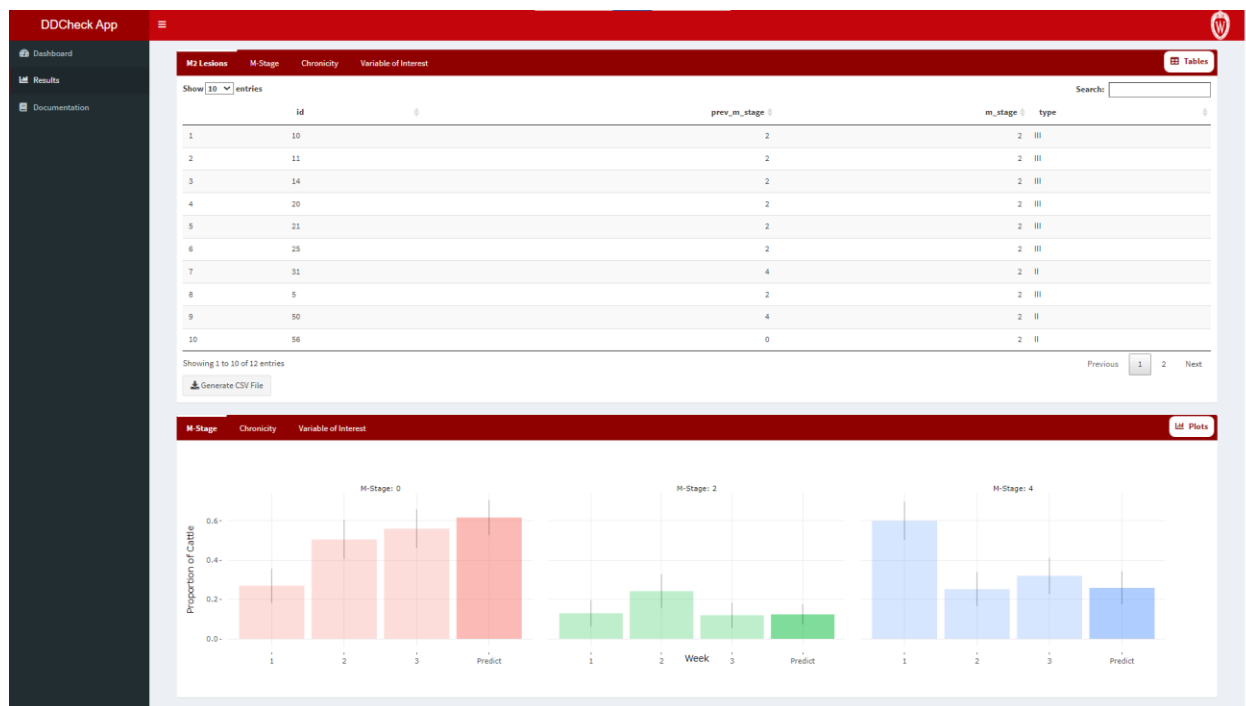 DDCheck App
W
Dashboard
Results
Documentation
M2 Lesions M-Stage Chronicity Variable of Interest Tables
Show 10 entries Search:
id prev_m_stage m_stage type
1 10 2 2 III
2 11 2 2 III
3 14 2 2 III
4 20 2 2 III
5 21 2 2 III
6 25 2 2 III
7 31 4 2 II
8 5 2 2 III
9 50 4 2 II
10 56 0 2 II
Showing 1 to 10 of 12 entries Previous 1 2 Next
Generate CSV File
M-Stage Chronicity Variable of Interest Plots
M-Stage: 0 M-Stage: 2 M-Stage: 4
Proportion of Cattle
0.6
0.4
0.2
0.0
1 2 3 Predict 1 2 3 Predict 1 2 3 Predict
Week